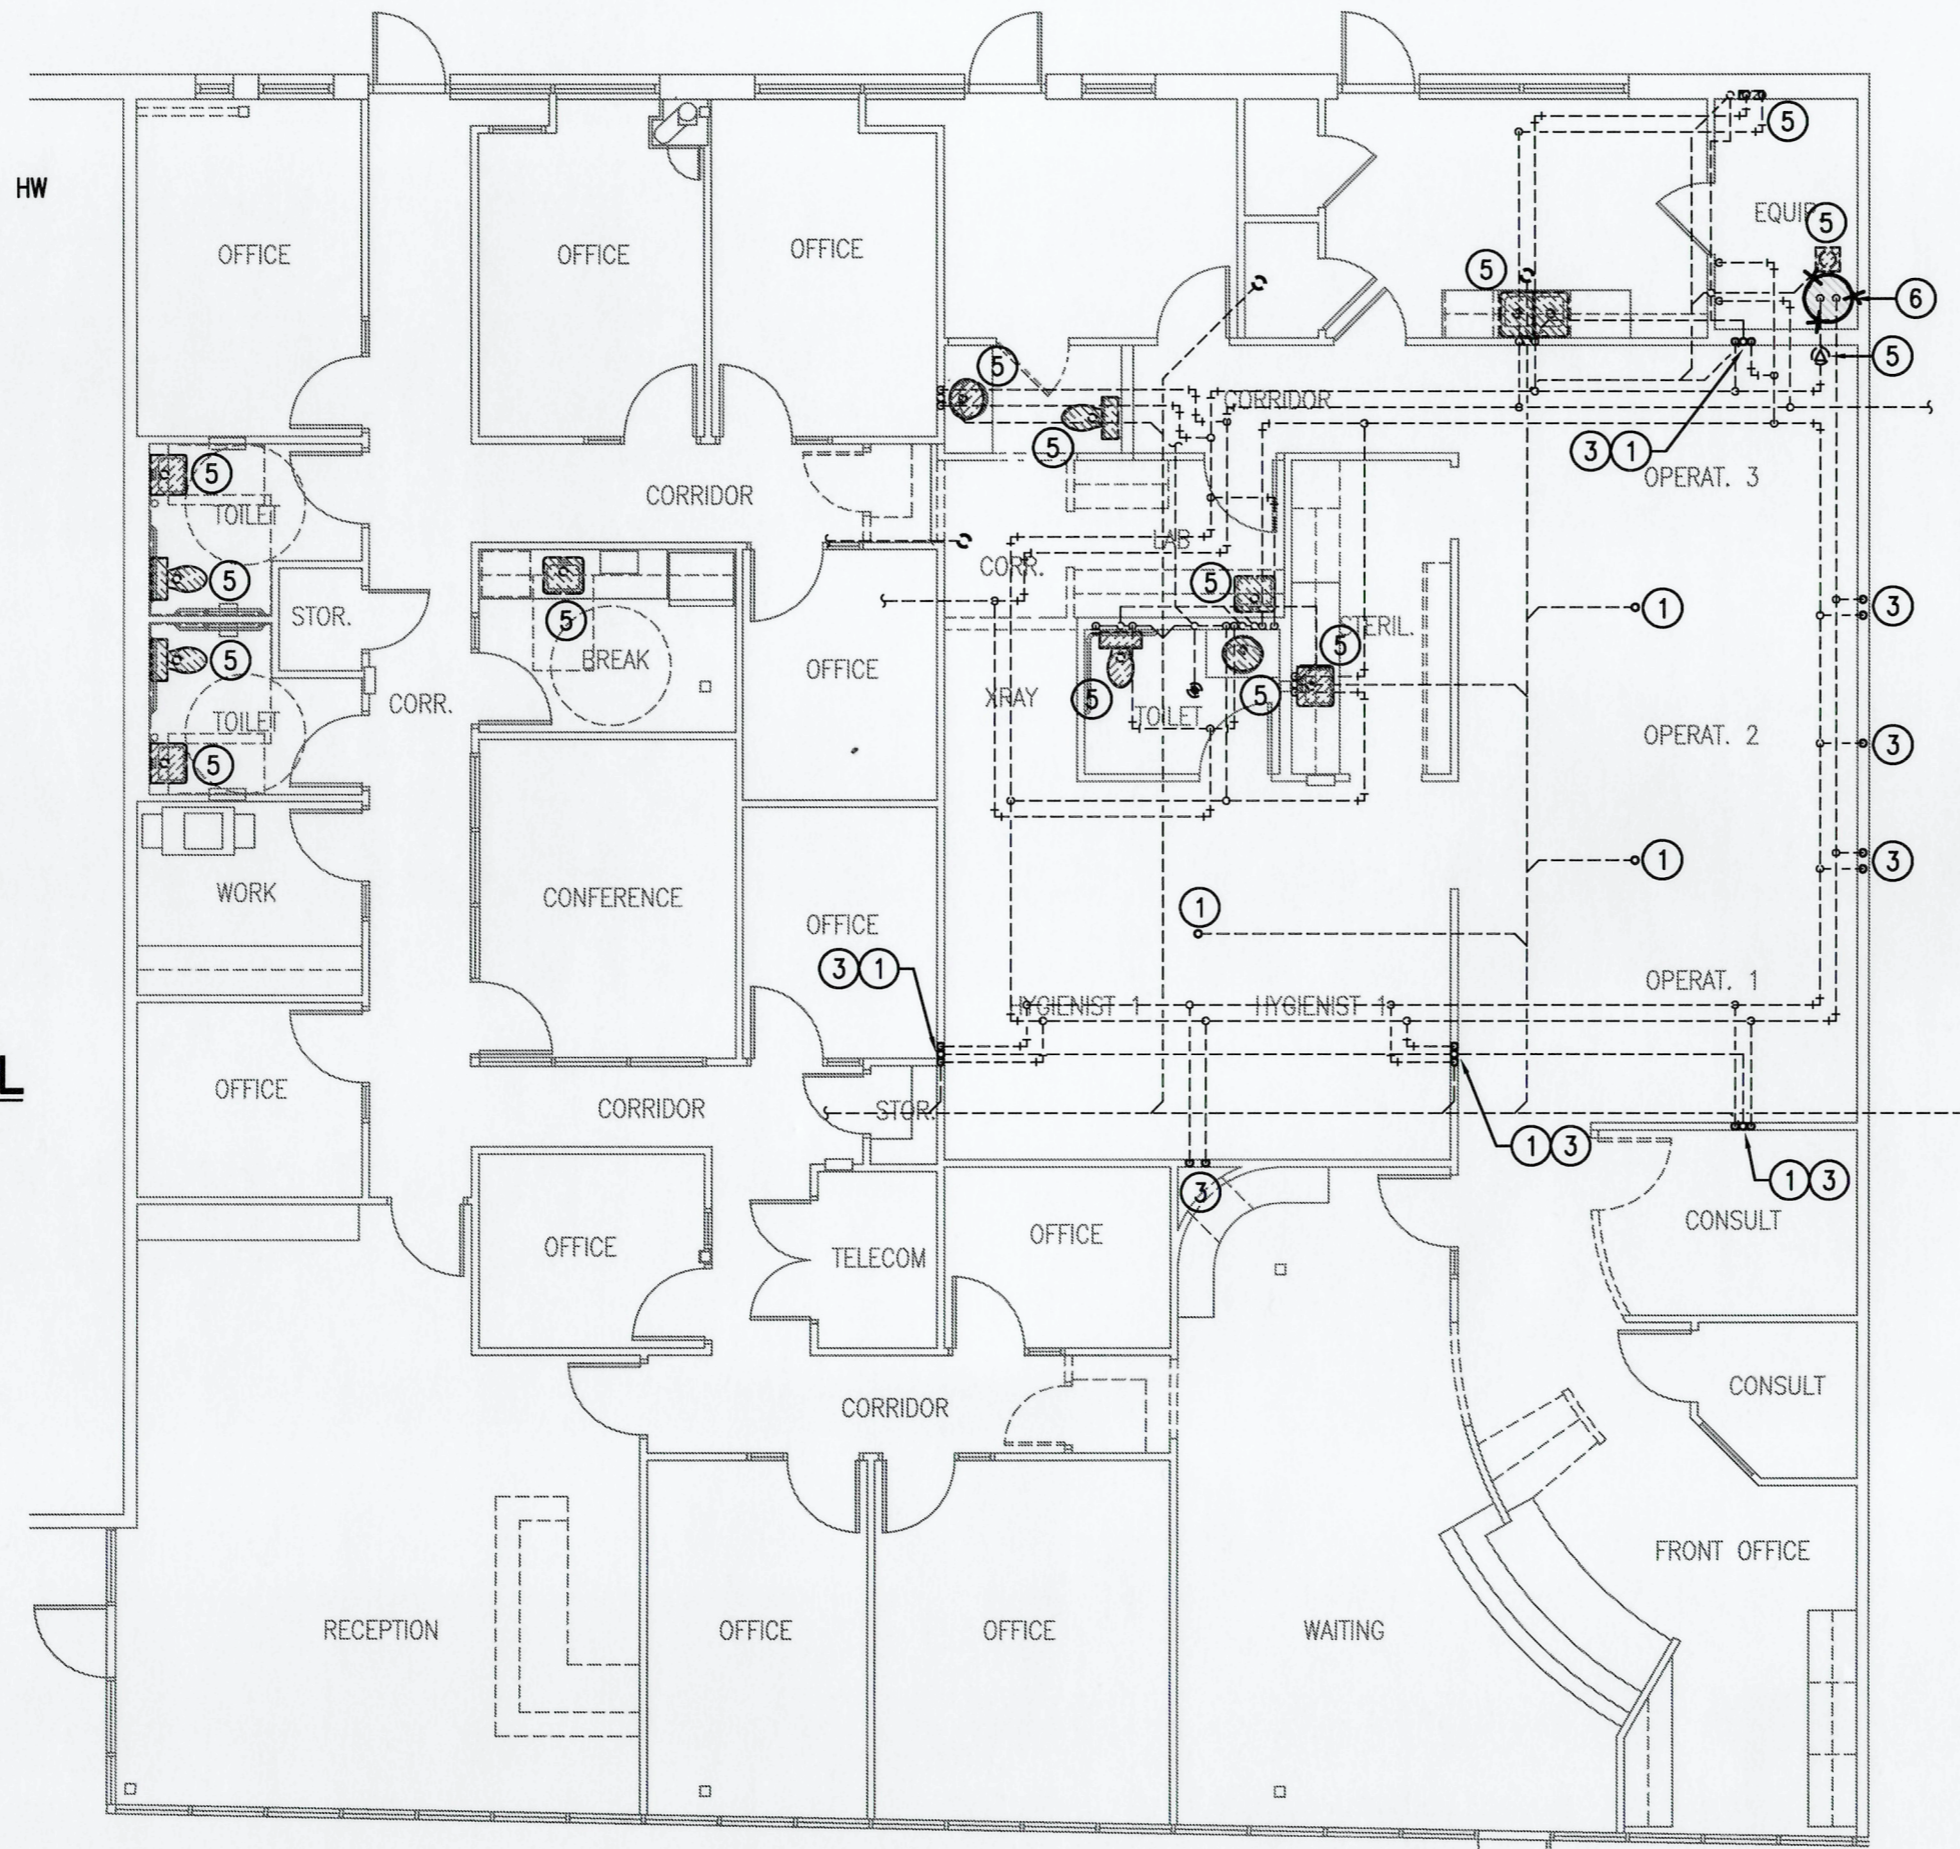 5
HW
EQUIP
OFFICE
OFFICE
OFFICE
5
5
6
5
5
CORRIDOR
5
3 1
OPERAT. 3
5
CORRIDOR
TOILET
LAB
CORR.
5
5
5
STOR.
1
3
STERIL.
5
5
BREAK
OFFICE
5
5
XRAY
TOILET
CORR.
TOILET
OPERAT. 2
3
5
1
3
WORK
CONFERENCE
1
OFFICE
3 1
OPERAT. 1
HYGIENIST 1
HYGIENIST 1
L
OFFICE
CORRIDOR
STOR.
1 3
1 3
3
CONSULT
OFFICE
OFFICE
TELECOM
CONSULT
CORRIDOR
FRONT OFFICE
RECEPTION
OFFICE
OFFICE
WAITING